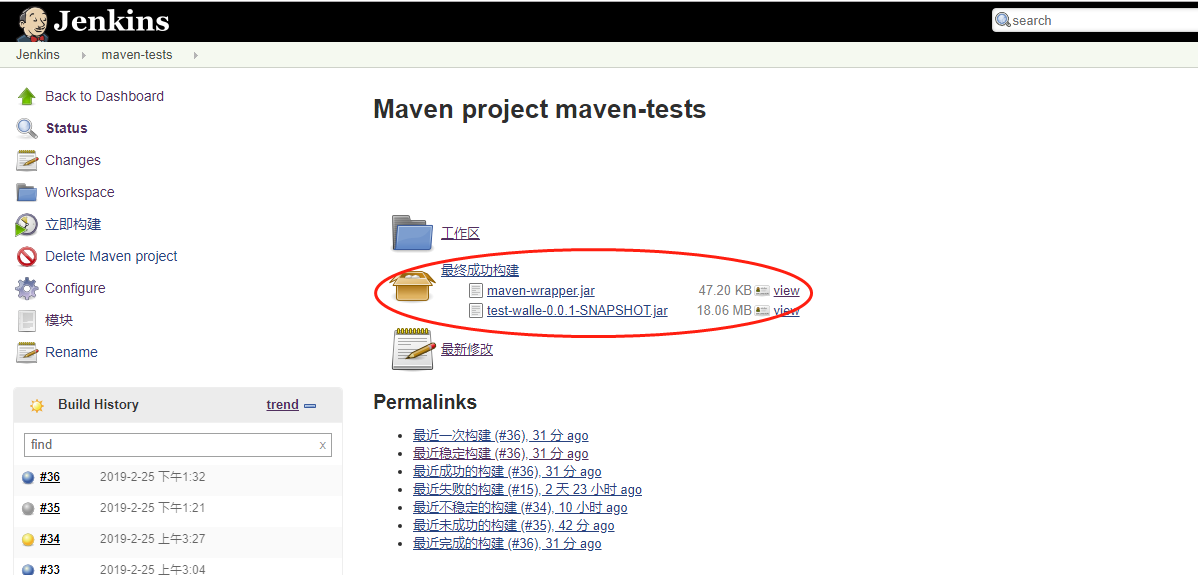 Jenkins
search
Jenkins
maven-tests
Back to Dashboard
Status
Changes
Workspace
立即构建
Delete Maven project
Configure
模块
Rename
Build History
trend
find
x
#36 2019-2-25 下午1:32
#35 2019-2-25 下午1:21
#34 2019-2-25 上午3:27
#33 2019-2-25 上午3:04
Maven project maven-tests
工作区
最终成功构建
maven-wrapper.jar 47.20 KB view
test-walle-0.0.1-SNAPSHOT.jar 18.06 MB view
最新修改
Permalinks
最近一次构建 (#36), 31 分 ago
最近稳定构建 (#36), 31 分 ago
最近成功的构建 (#36), 31 分 ago
最近失败的构建 (#15), 2 天 23 小时 ago
最近不稳定的构建 (#34), 10 小时 ago
最近未成功的构建 (#35), 42 分 ago
最近完成的构建 (#36), 31 分 ago